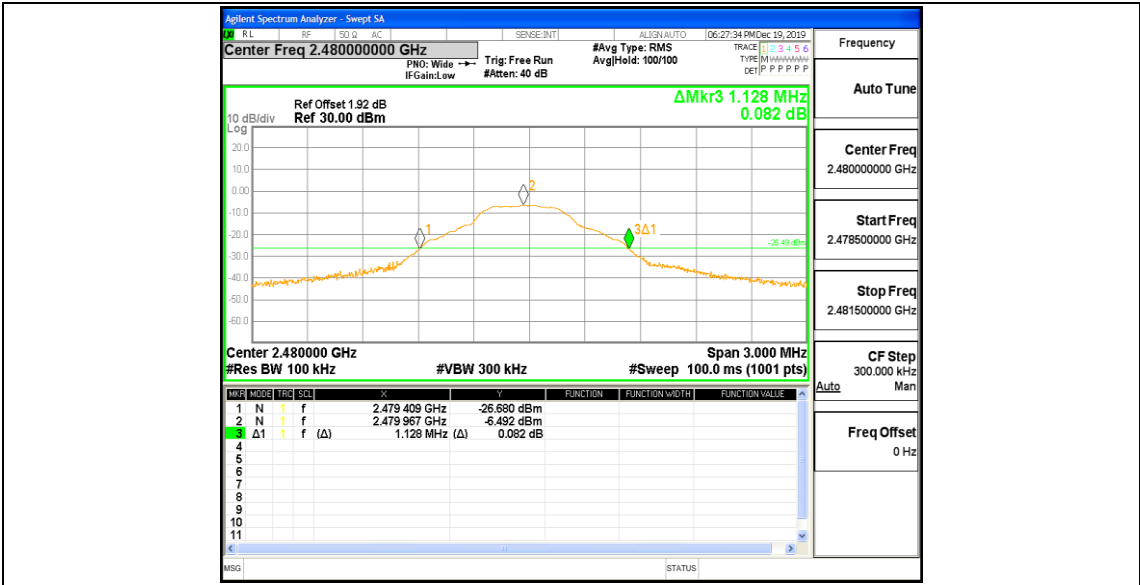 Agilent Spectrum Analyzer - Swept SA
RL RF 50 Ω AC SENSE:INT ALIGN AUTO 06:27:34 PM Dec 19, 2019
Center Freq 2.480000000 GHz
PNO: Wide
IFGain:Low
Trig: Free Run
#Atten: 40 dB
#Avg Type: RMS
Avg|Hold: 100/100
TRACE 1 2 3 4 5 6
TYPE M
DET P P P P P P
Frequency
Auto Tune
Center Freq
2.480000000 GHz
Start Freq
2.478500000 GHz
Stop Freq
2.481500000 GHz
CF Step
300.000 kHz
Auto Man
Freq Offset
0 Hz
ΔMkr3 1.128 MHz
0.082 dB
Ref Offset 1.92 dB
10 dB/div Ref 30.00 dBm
Log
20.0
10.0
0.00
-10.0
-20.0
-30.0
-40.0
-50.0
-60.0
1
2
3Δ1
-26.49 dBm
Center 2.480000 GHz Span 3.000 MHz
#Res BW 100 kHz #VBW 300 kHz #Sweep 100.0 ms (1001 pts)
MKR MODE TRC SCL X Y FUNCTION FUNCTION WIDTH FUNCTION VALUE
1 N 1 f 2.479 409 GHz -26.680 dBm
2 N 1 f 2.479 967 GHz -6.492 dBm
3 Δ1 1 f (Δ) 1.128 MHz (Δ) 0.082 dB
4
5
6
7
8
9
10
11
MSG STATUS